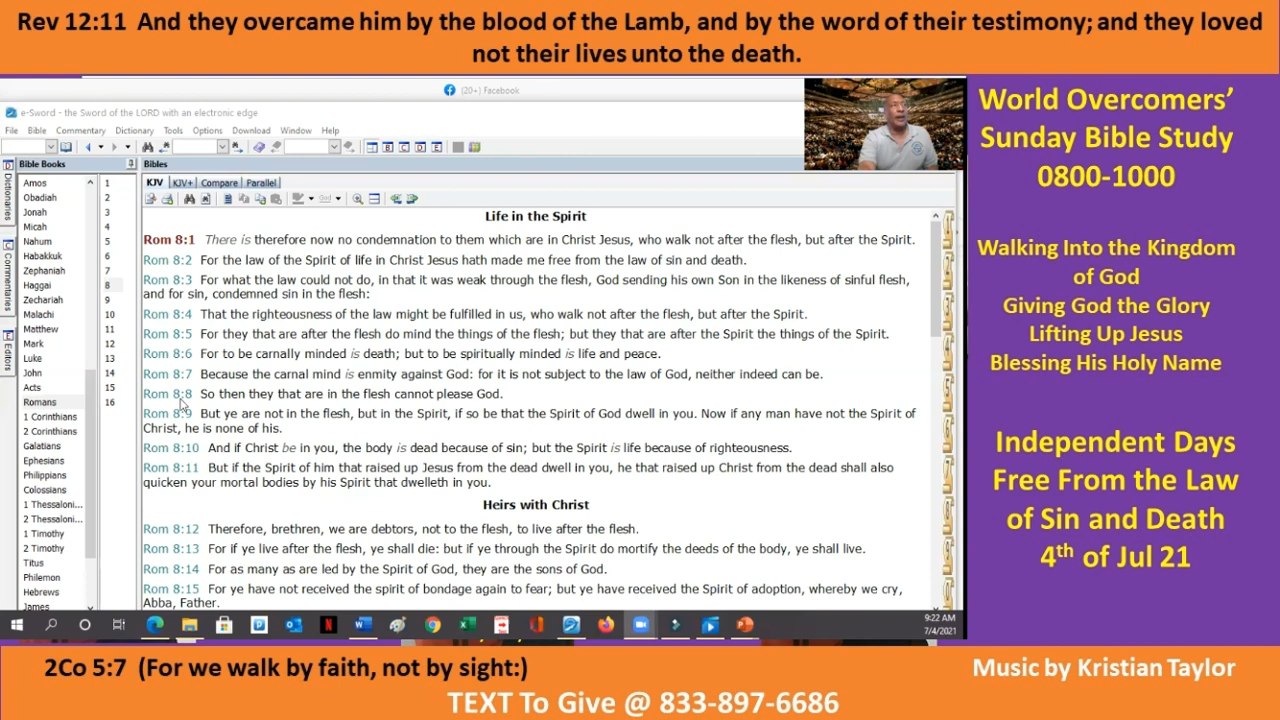 Rev 12:11 And they overcame him by the blood of the Lamb, and by the word of their testimony; and they loved
not their lives unto the death.
(20+) Facebook
e-Sword - the Sword of the LORD with an electronic edge
File Bible Commentary Dictionary Tools Options Download Window Help
B C D E
Bible Books
Bibles
Dictionaries
Commentaries
Editors
Amos
Obadiah
Jonah
Micah
Nahum
Habakkuk
Zephaniah
Haggai
Zechariah
Malachi
Matthew
Mark
Luke
John
Acts
Romans
1 Corinthians
2 Corinthians
Galatians
Ephesians
Philippians
Colossians
1 Thessaloni...
2 Thessaloni...
1 Timothy
2 Timothy
Titus
Philemon
Hebrews
James
1
2
3
4
5
6
7
8
9
10
11
12
13
14
15
16
KJV KJV+ Compare Parallel
Life in the Spirit
Rom 8:1 There is therefore now no condemnation to them which are in Christ Jesus, who walk not after the flesh, but after the Spirit.
Rom 8:2 For the law of the Spirit of life in Christ Jesus hath made me free from the law of sin and death.
Rom 8:3 For what the law could not do, in that it was weak through the flesh, God sending his own Son in the likeness of sinful flesh,
and for sin, condemned sin in the flesh:
Rom 8:4 That the righteousness of the law might be fulfilled in us, who walk not after the flesh, but after the Spirit.
Rom 8:5 For they that are after the flesh do mind the things of the flesh; but they that are after the Spirit the things of the Spirit.
Rom 8:6 For to be carnally minded is death; but to be spiritually minded is life and peace.
Rom 8:7 Because the carnal mind is enmity against God: for it is not subject to the law of God, neither indeed can be.
Rom 8:8 So then they that are in the flesh cannot please God.
Rom 8:9 But ye are not in the flesh, but in the Spirit, if so be that the Spirit of God dwell in you. Now if any man have not the Spirit of
Christ, he is none of his.
Rom 8:10 And if Christ be in you, the body is dead because of sin; but the Spirit is life because of righteousness.
Rom 8:11 But if the Spirit of him that raised up Jesus from the dead dwell in you, he that raised up Christ from the dead shall also
quicken your mortal bodies by his Spirit that dwelleth in you.
Heirs with Christ
Rom 8:12 Therefore, brethren, we are debtors, not to the flesh, to live after the flesh.
Rom 8:13 For if ye live after the flesh, ye shall die: but if ye through the Spirit do mortify the deeds of the body, ye shall live.
Rom 8:14 For as many as are led by the Spirit of God, they are the sons of God.
Rom 8:15 For ye have not received the spirit of bondage again to fear; but ye have received the Spirit of adoption, whereby we cry,
Abba, Father.
9:22 AM
7/4/2021
World Overcomers'
Sunday Bible Study
0800-1000
Walking Into the Kingdom
of God
Giving God the Glory
Lifting Up Jesus
Blessing His Holy Name
Independent Days
Free From the Law
of Sin and Death
4th of Jul 21
2Co 5:7 (For we walk by faith, not by sight:)
Music by Kristian Taylor
TEXT To Give @ 833-897-6686